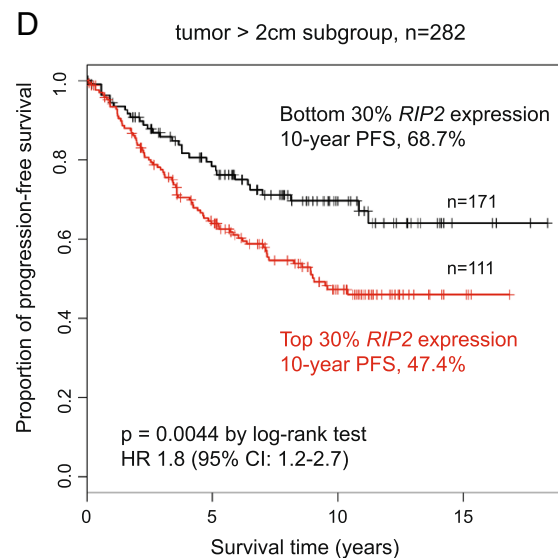 D
tumor > 2cm subgroup, n=282
Proportion of progression-free survival
1.0
0.8
0.6
0.4
0.2
0.0
Bottom 30% RIP2 expression
10-year PFS, 68.7%
n=171
n=111
Top 30% RIP2 expression
10-year PFS, 47.4%
p = 0.0044 by log-rank test
HR 1.8 (95% CI: 1.2-2.7)
0 5 10 15
Survival time (years)